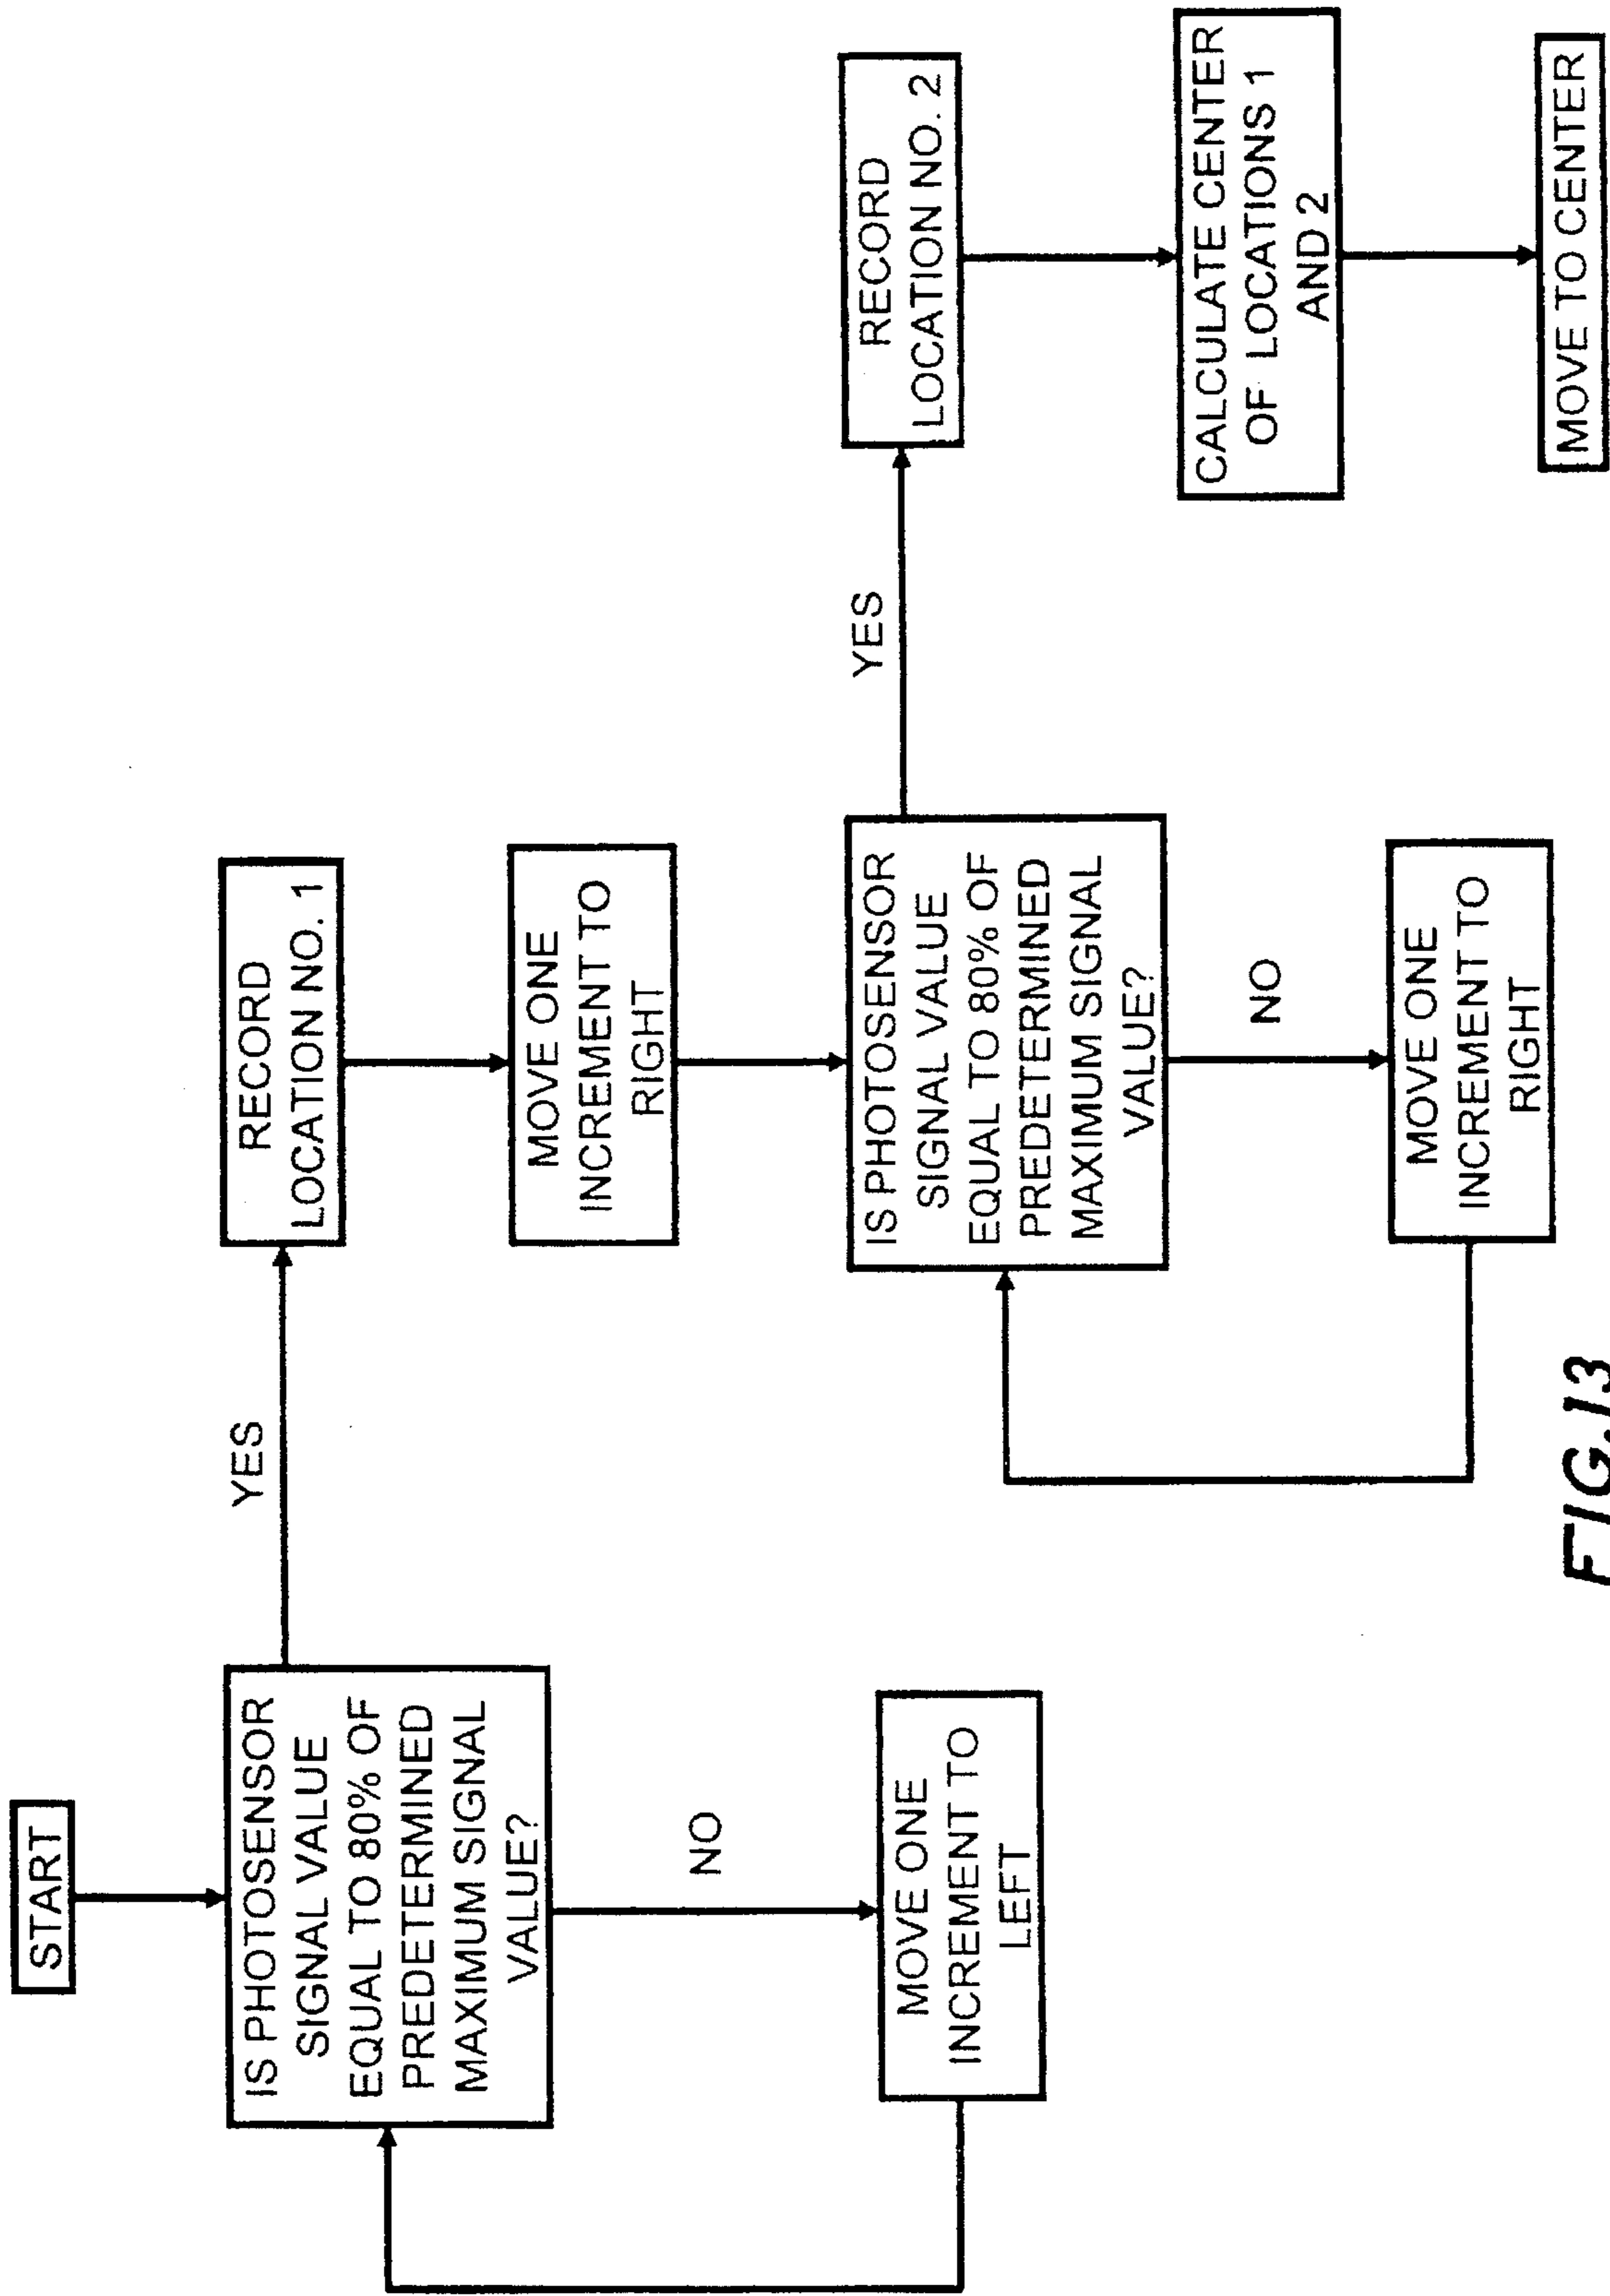 START
IS PHOTOSENSOR
SIGNAL VALUE
EQUAL TO 80% OF
PREDETERMINED
MAXIMUM SIGNAL
VALUE?
NO
MOVE ONE
INCREMENT TO
LEFT
YES
RECORD
LOCATION NO. 1
MOVE ONE
INCREMENT TO
RIGHT
IS PHOTOSENSOR
SIGNAL VALUE
EQUAL TO 80% OF
PREDETERMINED
MAXIMUM SIGNAL
VALUE?
NO
MOVE ONE
INCREMENT TO
RIGHT
YES
RECORD
LOCATION NO. 2
CALCULATE CENTER
OF LOCATIONS 1
AND 2
MOVE TO CENTER
FIG.13